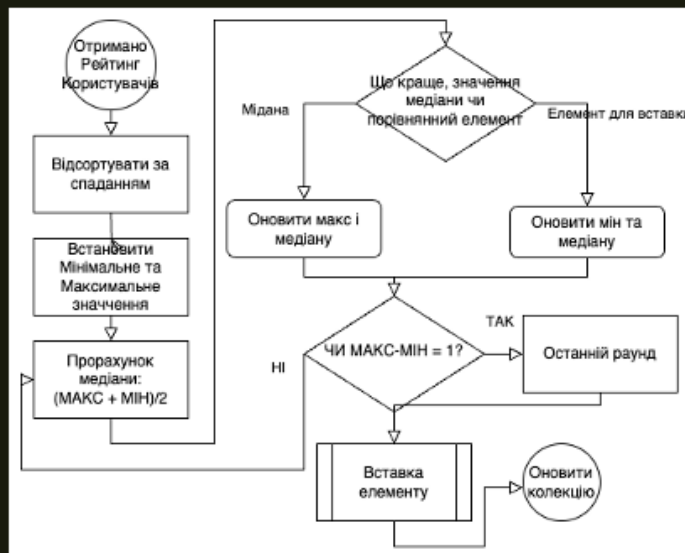 Отримано
Рейтинг
Користувачів
Відсортувати за
спаданням
Встановити
Мінімальне та
Максимальне
значчення
Прорахунок
медіани:
(МАКС + МІН)/2
Що краще, значення
медіани чи
порівнянний елемент
Мідана
Елемент для вставки
Оновити макс і
медіану
Оновити мін та
медіану
ЧИ МАКС-МІН = 1?
ТАК
НІ
Останній раунд
Вставка
елементу
Оновити
колекцію